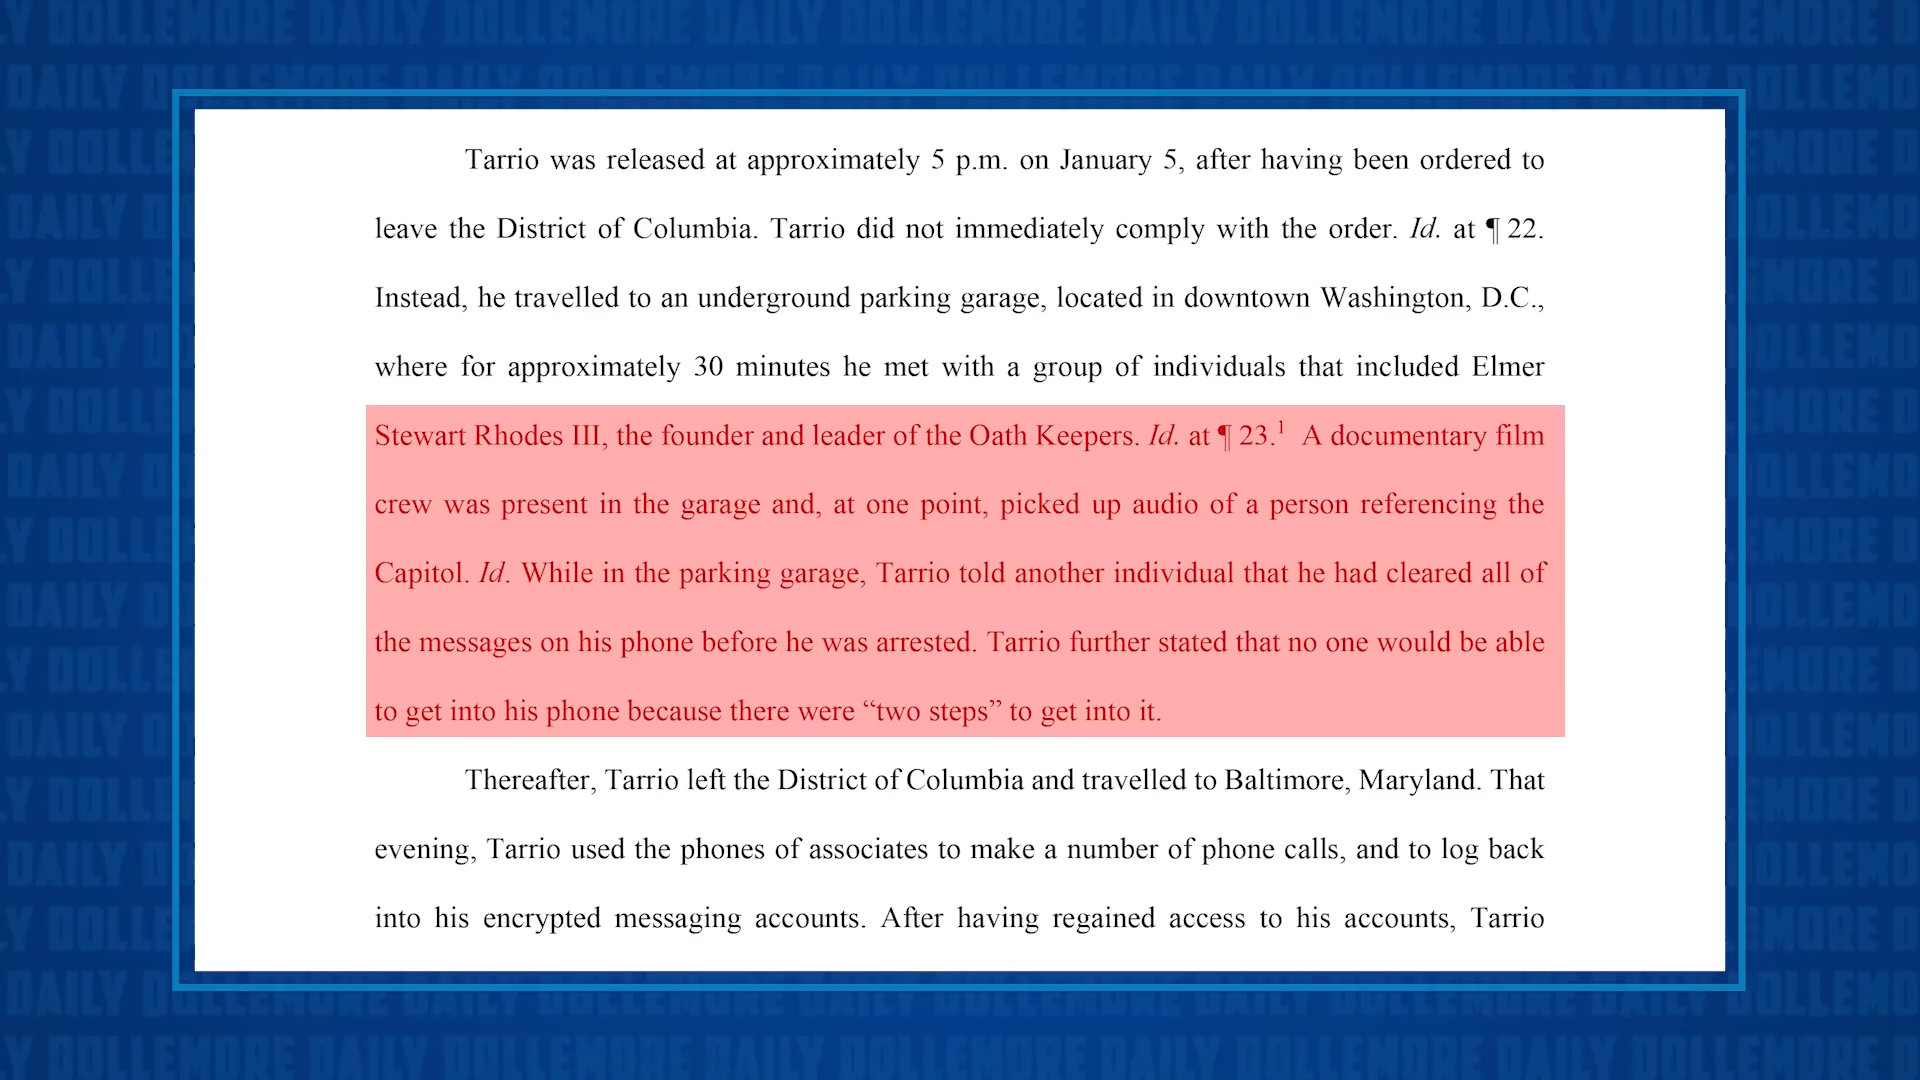 Tarrio was released at approximately 5 p.m. on January 5, after having been ordered to
leave the District of Columbia. Tarrio did not immediately comply with the order. Id. at ¶ 22.
Instead, he travelled to an underground parking garage, located in downtown Washington, D.C.,
where for approximately 30 minutes he met with a group of individuals that included Elmer
Stewart Rhodes III, the founder and leader of the Oath Keepers. Id. at ¶ 23.¹ A documentary film
crew was present in the garage and, at one point, picked up audio of a person referencing the
Capitol. Id. While in the parking garage, Tarrio told another individual that he had cleared all of
the messages on his phone before he was arrested. Tarrio further stated that no one would be able
to get into his phone because there were “two steps” to get into it.
Thereafter, Tarrio left the District of Columbia and travelled to Baltimore, Maryland. That
evening, Tarrio used the phones of associates to make a number of phone calls, and to log back
into his encrypted messaging accounts. After having regained access to his accounts, Tarrio